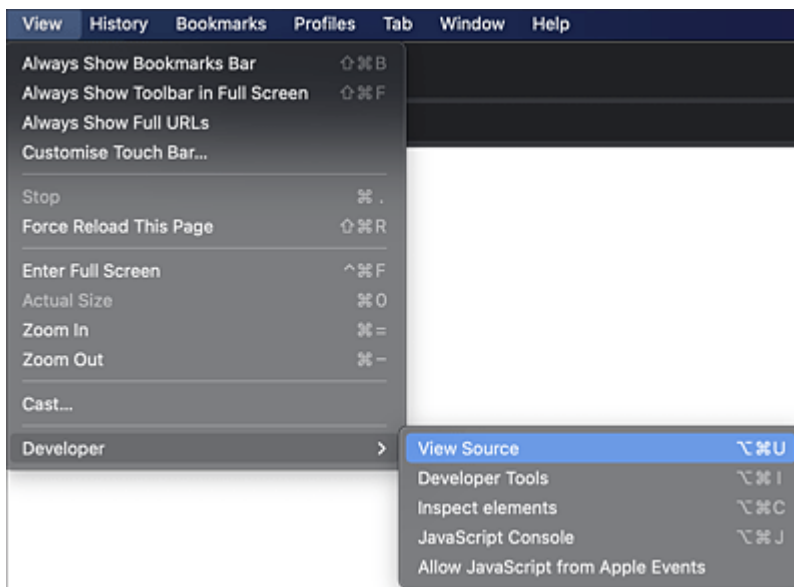 View History Bookmarks Profiles Tab Window Help
Always Show Bookmarks Bar ⇧⌘B
Always Show Toolbar in Full Screen ⇧⌘F
Always Show Full URLs
Customise Touch Bar...
Stop ⌘.
Force Reload This Page ⇧⌘R
Enter Full Screen ^⌘F
Actual Size ⌘0
Zoom In ⌘=
Zoom Out ⌘−
Cast...
Developer >
View Source ⌥⌘U
Developer Tools ⌥⌘I
Inspect elements ⌥⌘C
JavaScript Console ⌥⌘J
Allow JavaScript from Apple Events